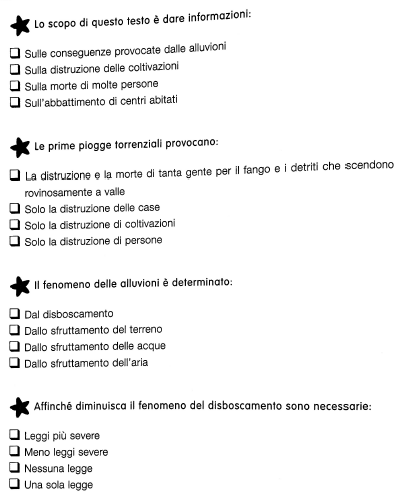 Lo scopo di questo testo è dare informazioni:
Sulle conseguenze provocate dalle alluvioni
Sulla distruzione delle coltivazioni
Sulla morte di molte persone
Sull'abbattimento di centri abitati
Le prime piogge torrenziali provocano:
La distruzione e la morte di tanta gente per il fango e i detriti che scendono
rovinosamente a valle
Solo la distruzione delle case
Solo la distruzione di coltivazioni
Solo la distruzione di persone
Il fenomeno delle alluvioni è determinato:
Dal disboscamento
Dallo sfruttamento del terreno
Dallo sfruttamento delle acque
Dallo sfruttamento dell'aria
Affinché diminuisca il fenomeno del disboscamento sono necessarie:
Leggi più severe
Meno leggi severe
Nessuna legge
Una sola legge